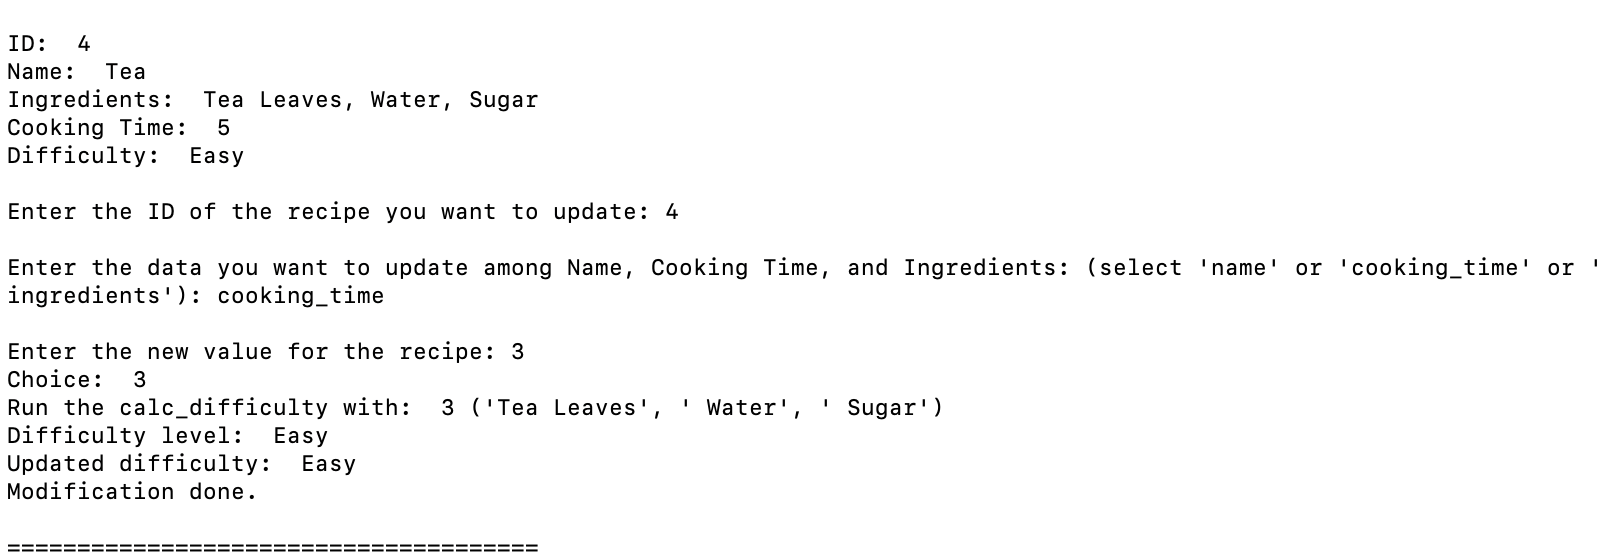 ID:  4
Name:  Tea
Ingredients:  Tea Leaves, Water, Sugar
Cooking Time:  5
Difficulty:  Easy
Enter the ID of the recipe you want to update: 4
Enter the data you want to update among Name, Cooking Time, and Ingredients: (select 'name' or 'cooking_time' or '
ingredients'): cooking_time
Enter the new value for the recipe: 3
Choice:  3
Run the calc_difficulty with:  3 ('Tea Leaves', ' Water', ' Sugar')
Difficulty level:  Easy
Updated difficulty:  Easy
Modification done.
======================================